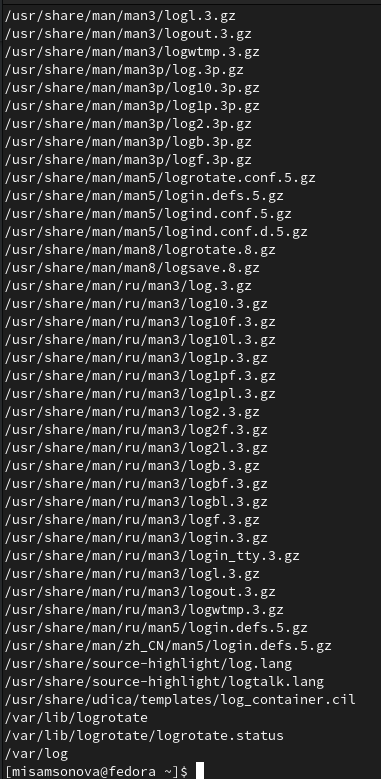 /usr/share/man/man3/logl.3.gz
/usr/share/man/man3/logout.3.gz
/usr/share/man/man3/logwtmp.3.gz
/usr/share/man/man3p/log.3p.gz
/usr/share/man/man3p/log10.3p.gz
/usr/share/man/man3p/log1p.3p.gz
/usr/share/man/man3p/log2.3p.gz
/usr/share/man/man3p/logb.3p.gz
/usr/share/man/man3p/logf.3p.gz
/usr/share/man/man5/logrotate.conf.5.gz
/usr/share/man/man5/login.defs.5.gz
/usr/share/man/man5/logind.conf.5.gz
/usr/share/man/man5/logind.conf.d.5.gz
/usr/share/man/man8/logrotate.8.gz
/usr/share/man/man8/logsave.8.gz
/usr/share/man/ru/man3/log.3.gz
/usr/share/man/ru/man3/log10.3.gz
/usr/share/man/ru/man3/log10f.3.gz
/usr/share/man/ru/man3/log10l.3.gz
/usr/share/man/ru/man3/log1p.3.gz
/usr/share/man/ru/man3/log1pf.3.gz
/usr/share/man/ru/man3/log1pl.3.gz
/usr/share/man/ru/man3/log2.3.gz
/usr/share/man/ru/man3/log2f.3.gz
/usr/share/man/ru/man3/log2l.3.gz
/usr/share/man/ru/man3/logb.3.gz
/usr/share/man/ru/man3/logbf.3.gz
/usr/share/man/ru/man3/logbl.3.gz
/usr/share/man/ru/man3/logf.3.gz
/usr/share/man/ru/man3/login.3.gz
/usr/share/man/ru/man3/login_tty.3.gz
/usr/share/man/ru/man3/logl.3.gz
/usr/share/man/ru/man3/logout.3.gz
/usr/share/man/ru/man3/logwtmp.3.gz
/usr/share/man/ru/man5/login.defs.5.gz
/usr/share/man/zh_CN/man5/login.defs.5.gz
/usr/share/source-highlight/log.lang
/usr/share/source-highlight/logtalk.lang
/usr/share/udica/templates/log_container.cil
/var/lib/logrotate
/var/lib/logrotate/logrotate.status
/var/log
[misamsonova@fedora ~]$